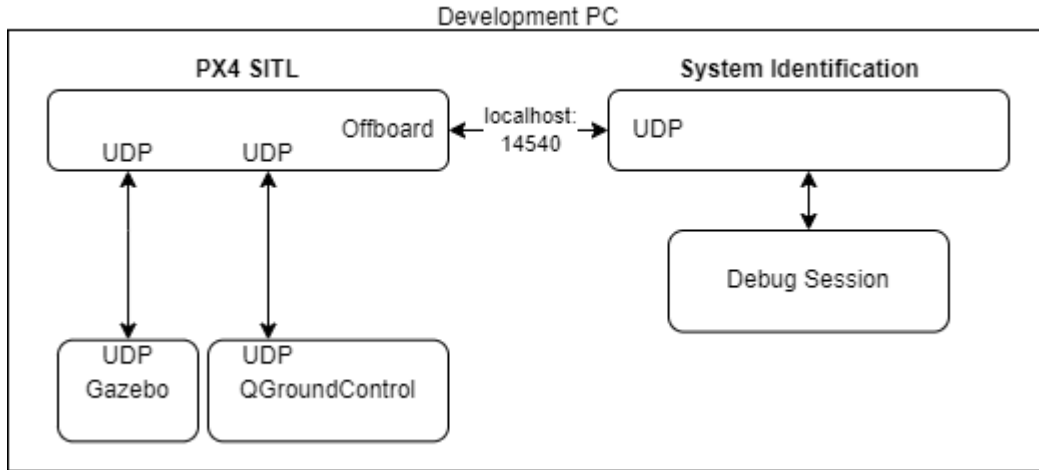 Development PC
PX4 SITL
System Identification
Offboard
localhost:
14540
UDP
UDP
UDP
Debug Session
UDP
Gazebo
UDP
QGroundControl